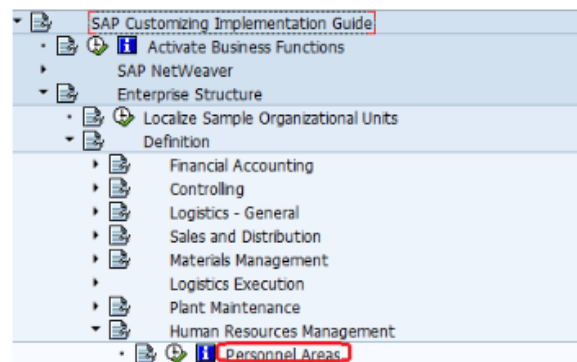 SAP Customizing Implementation Guide
Activate Business Functions
SAP NetWeaver
Enterprise Structure
Localize Sample Organizational Units
Definition
Financial Accounting
Controlling
Logistics - General
Sales and Distribution
Materials Management
Logistics Execution
Plant Maintenance
Human Resources Management
Personnel Areas